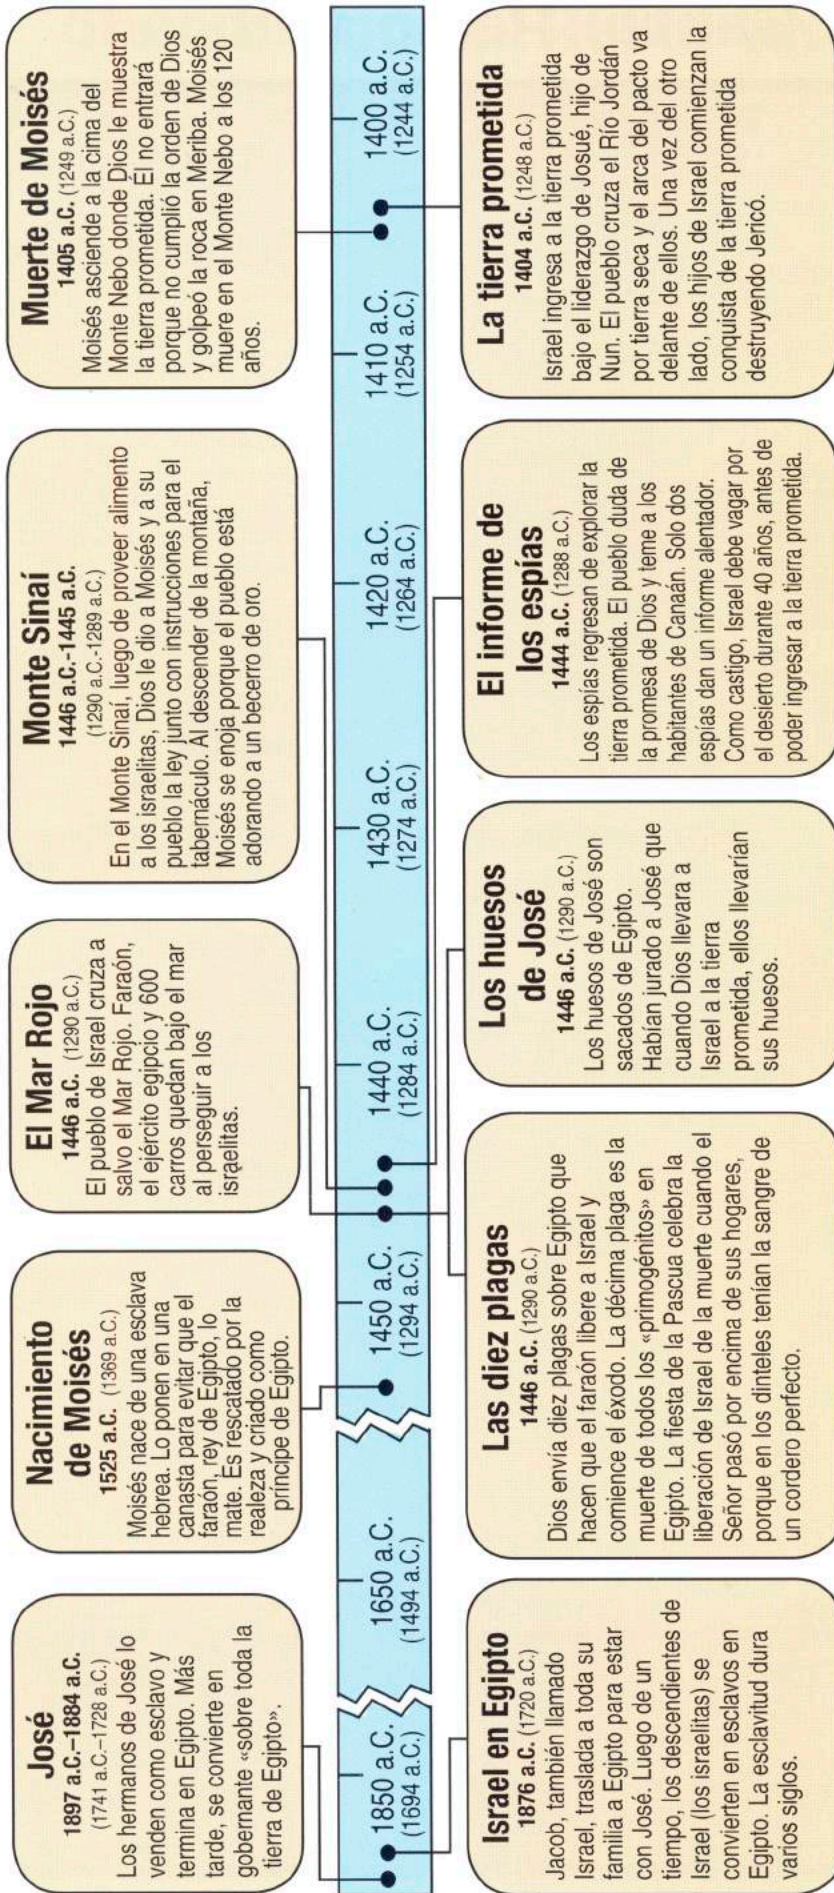 José
1897 a.C.–1884 a.C.
(1741 a.C.–1728 a.C.)
Los hermanos de José lo
venden como esclavo y
termina en Egipto. Más
tarde, se convierte en
gobernante «sobre toda la
tierra de Egipto».
Nacimiento
de Moisés
1525 a.C. (1369 a.C.)
Moisés nace de una esclava
hebrea. Lo ponen en una
canasta para evitar que el
faraón, rey de Egipto, lo
mate. Es rescatado por la
realeza y criado como
príncipe de Egipto.
El Mar Rojo
1446 a.C. (1290 a.C.)
El pueblo de Israel cruza a
salvo el Mar Rojo. Faraón,
el ejército egipcio y 600
carros quedan bajo el mar
al perseguir a los
israelitas.
Monte Sinaí
1446 a.C.-1445 a.C.
(1290 a.C.-1289 a.C.)
En el Monte Sinaí, luego de proveer alimento
a los israelitas, Dios le dio a Moisés y a su
pueblo la ley junto con instrucciones para el
tabernáculo. Al descender de la montaña,
Moisés se enoja porque el pueblo está
adorando a un becerro de oro.
Muerte de Moisés
1405 a.C. (1249 a.C.)
Moisés asciende a la cima del
Monte Nebo donde Dios le muestra
la tierra prometida. Él no entrará
porque no cumplió la orden de Dios
y golpeó la roca en Meriba. Moisés
muere en el Monte Nebo a los 120
años.
1850 a.C.
(1694 a.C.)
1650 a.C.
(1494 a.C.)
1450 a.C.
(1294 a.C.)
1440 a.C.
(1284 a.C.)
1430 a.C.
(1274 a.C.)
1420 a.C.
(1264 a.C.)
1410 a.C.
(1254 a.C.)
1400 a.C.
(1244 a.C.)
Israel en Egipto
1876 a.C. (1720 a.C.)
Jacob, también llamado
Israel, traslada a toda su
familia a Egipto para estar
con José. Luego de un
tiempo, los descendientes de
Israel (los israelitas) se
convierten en esclavos en
Egipto. La esclavitud dura
varios siglos.
Las diez plagas
1446 a.C. (1290 a.C.)
Dios envía diez plagas sobre Egipto que
hacen que el faraón libere a Israel y
comience el éxodo. La décima plaga es la
muerte de todos los «primogénitos» en
Egipto. La fiesta de la Pascua celebra la
liberación de Israel de la muerte cuando el
Señor pasó por encima de sus hogares,
porque en los dinteles tenían la sangre de
un cordero perfecto.
Los huesos
de José
1446 a.C. (1290 a.C.)
Los huesos de José son
sacados de Egipto.
Habían jurado a José que
cuando Dios llevara a
Israel a la tierra
prometida, ellos llevarían
sus huesos.
El informe de
los espías
1444 a.C. (1288 a.C.)
Los espías regresan de explorar la
tierra prometida. El pueblo duda de
la promesa de Dios y teme a los
habitantes de Canaán. Solo dos
espías dan un informe alentador.
Como castigo, Israel debe vagar por
el desierto durante 40 años, antes de
poder ingresar a la tierra prometida.
La tierra prometida
1404 a.C. (1248 a.C.)
Israel ingresa a la tierra prometida
bajo el liderazgo de Josué, hijo de
Nun. El pueblo cruza el Río Jordán
por tierra seca y el arca del pacto va
delante de ellos. Una vez del otro
lado, los hijos de Israel comienzan la
conquista de la tierra prometida
destruyendo Jericó.